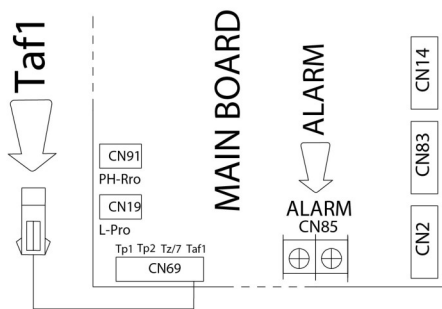 Taf1
MAIN BOARD
ALARM
CN14
CN83
CN2
CN91
PH-Rro
CN19
L-Pro
Tp1 Tp2 Tz/7 Taf1
CN69
ALARM
CN85